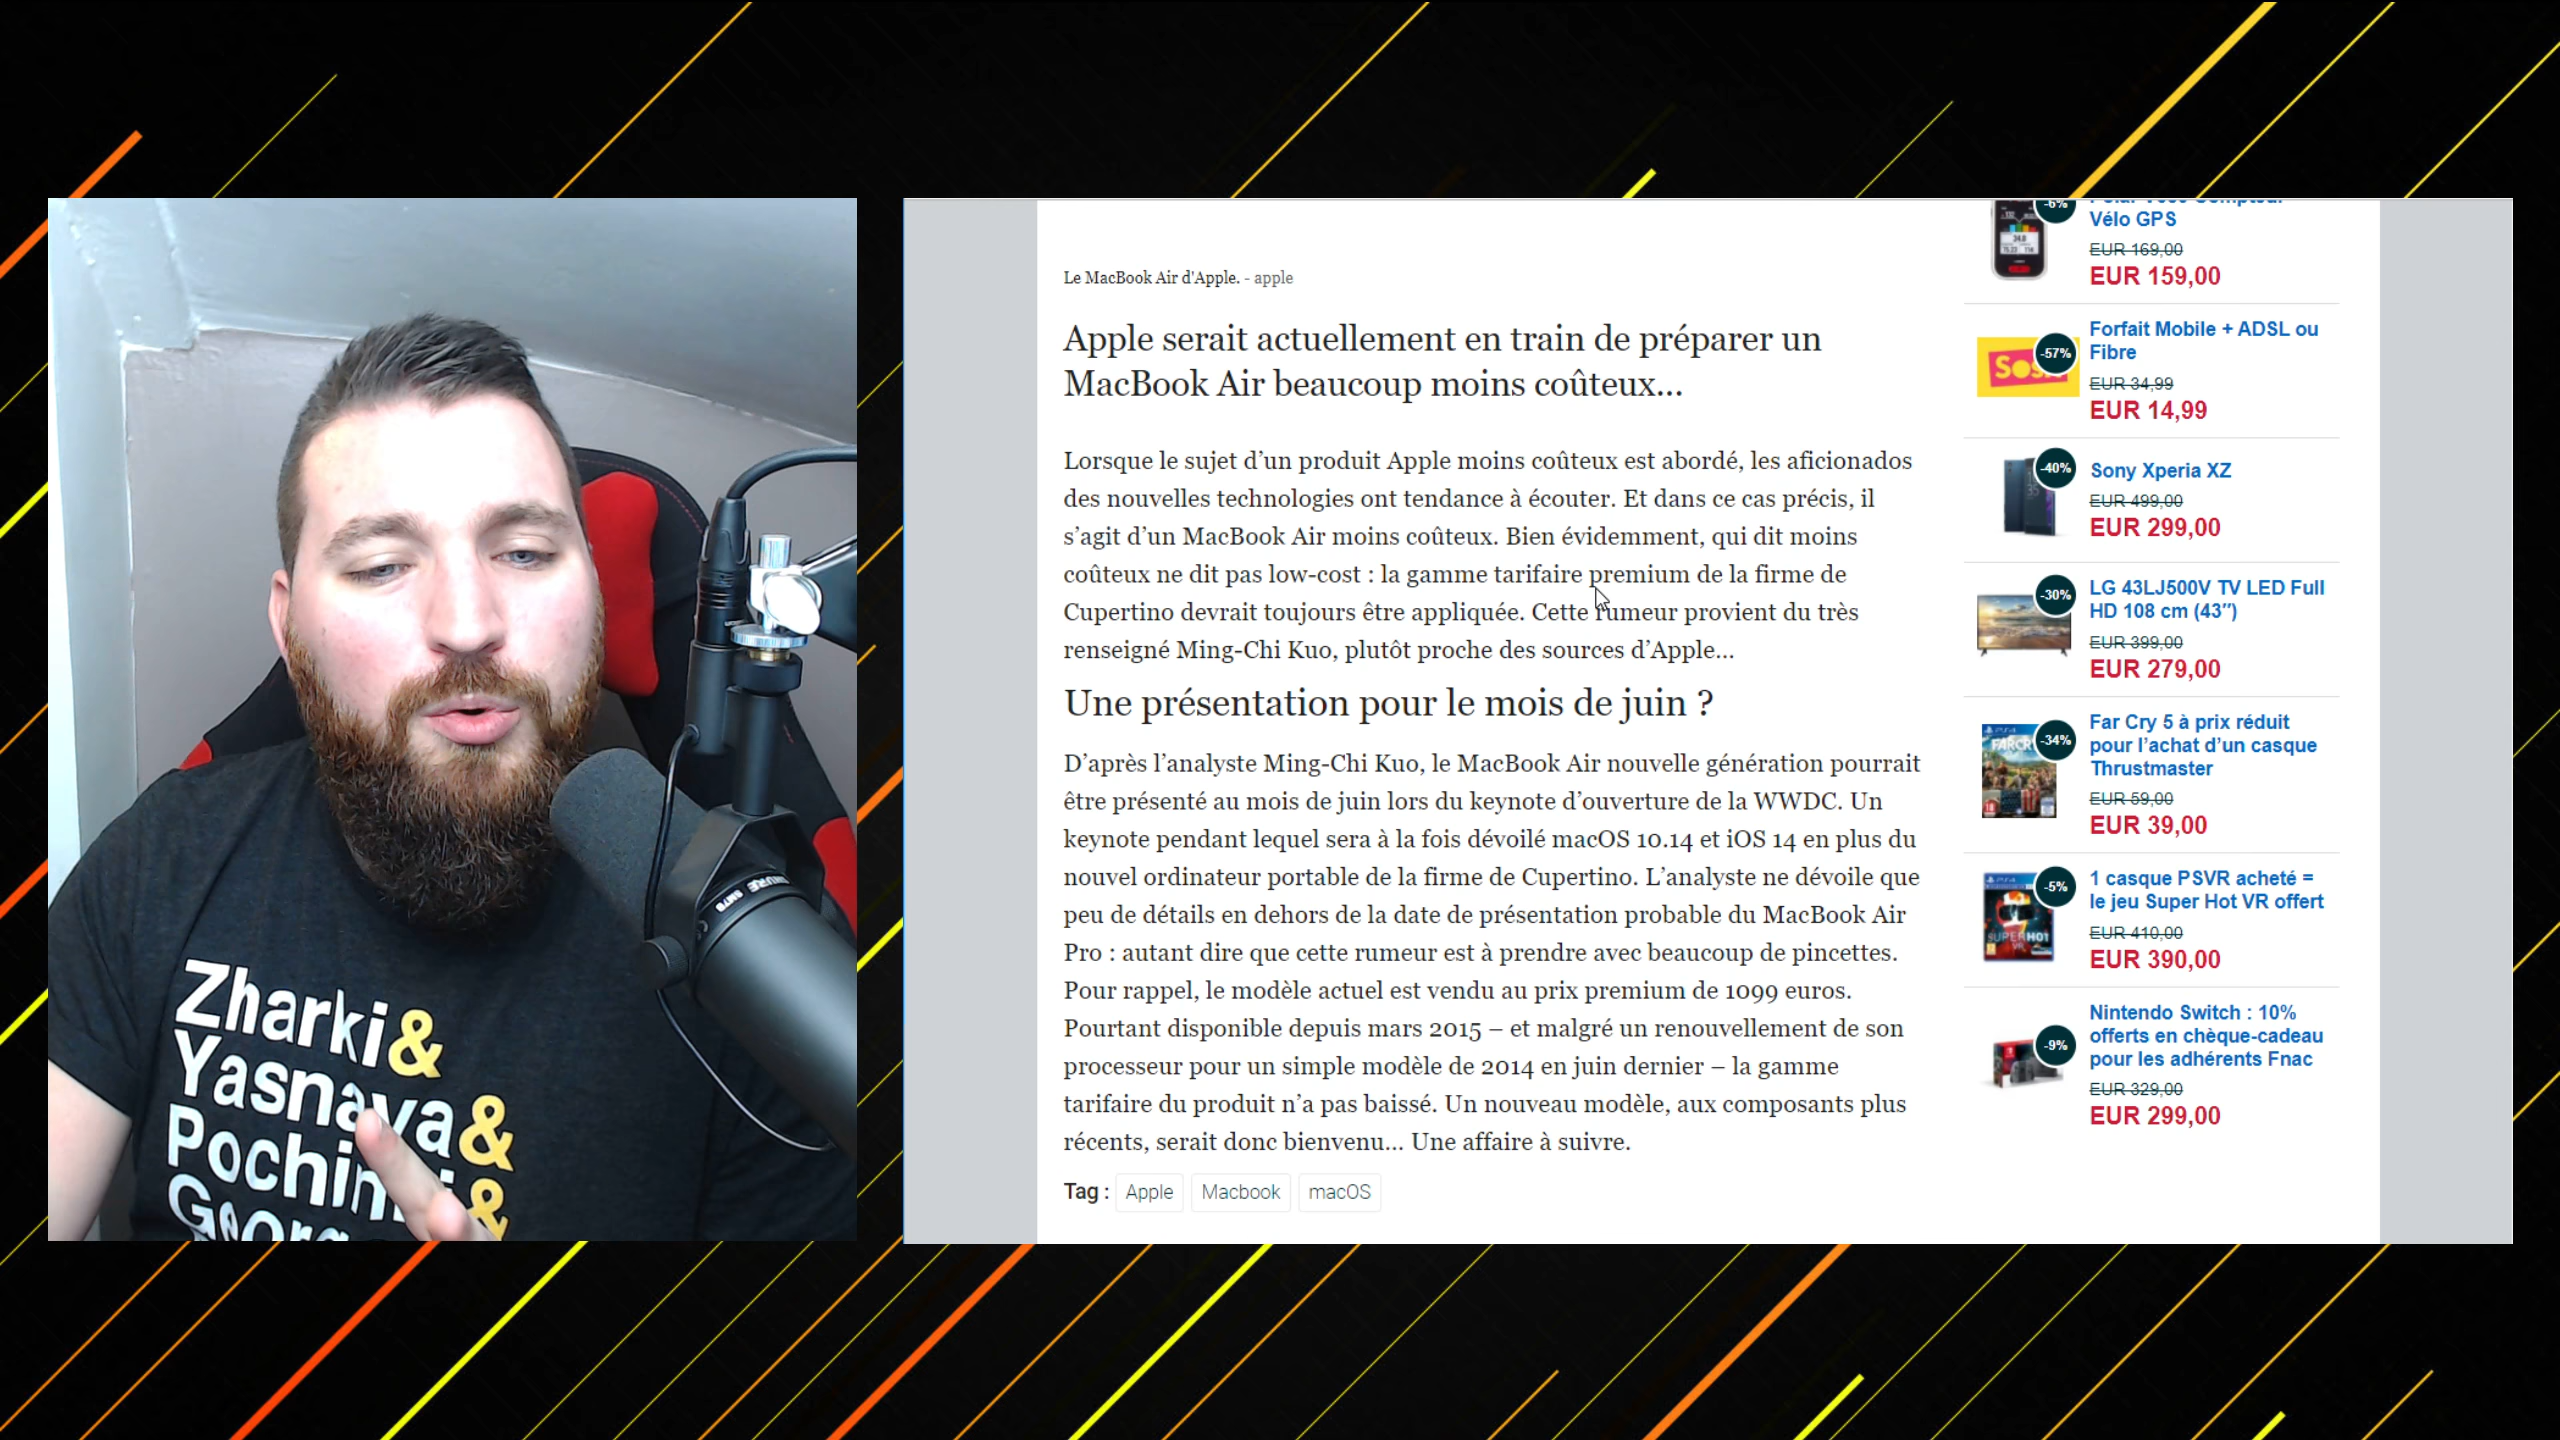 Zharki&
Yasnaya&
&
SHURE SM7B
Le MacBook Air d'Apple. - apple
Apple serait actuellement en train de préparer un
MacBook Air beaucoup moins coûteux...
Lorsque le sujet d’un produit Apple moins coûteux est abordé, les aficionados
des nouvelles technologies ont tendance à écouter. Et dans ce cas précis, il
s’agit d’un MacBook Air moins coûteux. Bien évidemment, qui dit moins
coûteux ne dit pas low-cost : la gamme tarifaire premium de la firme de
Cupertino devrait toujours être appliquée. Cette rumeur provient du très
renseigné Ming-Chi Kuo, plutôt proche des sources d’Apple…
Une présentation pour le mois de juin ?
D’après l’analyste Ming-Chi Kuo, le MacBook Air nouvelle génération pourrait
être présenté au mois de juin lors du keynote d’ouverture de la WWDC. Un
keynote pendant lequel sera à la fois dévoilé macOS 10.14 et iOS 14 en plus du
nouvel ordinateur portable de la firme de Cupertino. L’analyste ne dévoile que
peu de détails en dehors de la date de présentation probable du MacBook Air
Pro : autant dire que cette rumeur est à prendre avec beaucoup de pincettes.
Pour rappel, le modèle actuel est vendu au prix premium de 1099 euros.
Pourtant disponible depuis mars 2015 – et malgré un renouvellement de son
processeur pour un simple modèle de 2014 en juin dernier – la gamme
tarifaire du produit n’a pas baissé. Un nouveau modèle, aux composants plus
récents, serait donc bienvenu… Une affaire à suivre.
Tag : Apple Macbook macOS
-6%
Vélo GPS
EUR 169,00
EUR 159,00
-57%
Forfait Mobile + ADSL ou
Fibre
EUR 34,99
EUR 14,99
-40%
Sony Xperia XZ
EUR 499,00
EUR 299,00
-30%
LG 43LJ500V TV LED Full
HD 108 cm (43″)
EUR 399,00
EUR 279,00
-34%
Far Cry 5 à prix réduit
pour l’achat d’un casque
Thrustmaster
EUR 59,00
EUR 39,00
-5%
SUPERHOT
1 casque PSVR acheté =
le jeu Super Hot VR offert
EUR 410,00
EUR 390,00
-9%
Nintendo Switch : 10%
offerts en chèque-cadeau
pour les adhérents Fnac
EUR 329,00
EUR 299,00